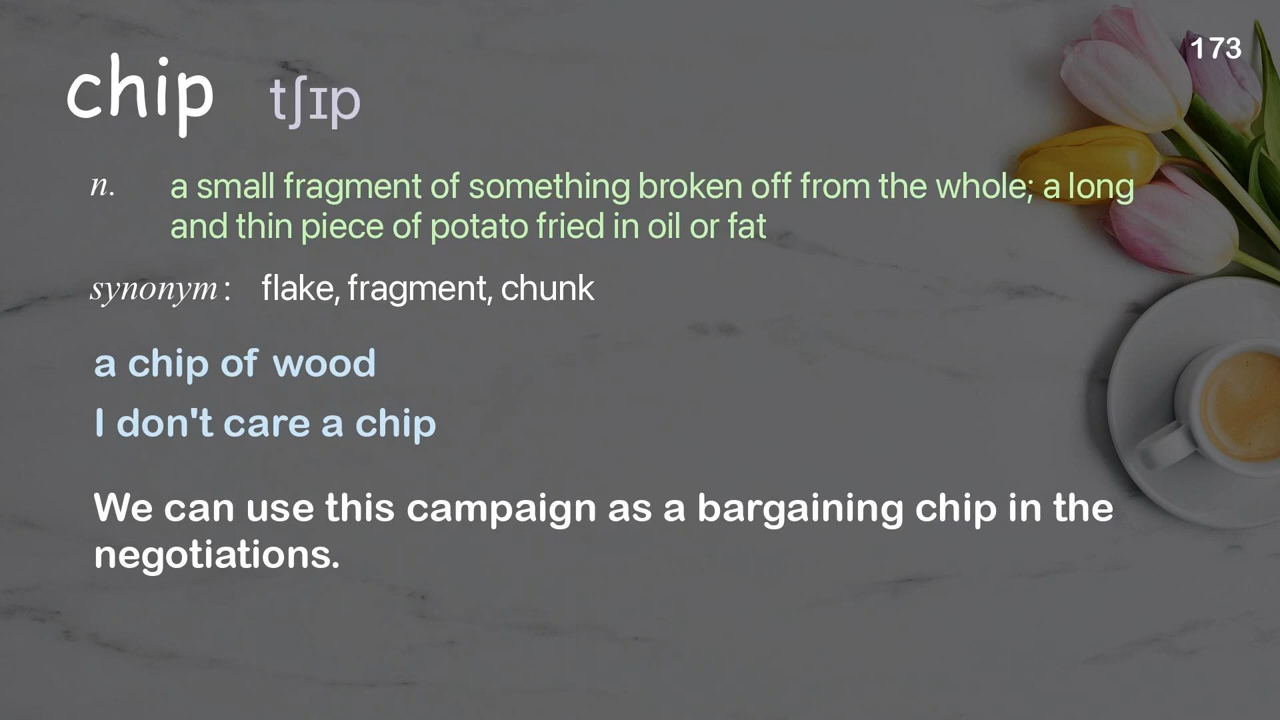 173
chip tʃɪp
n. a small fragment of something broken off from the whole; a long
and thin piece of potato fried in oil or fat
synonym: flake, fragment, chunk
a chip of wood
I don't care a chip
We can use this campaign as a bargaining chip in the
negotiations.